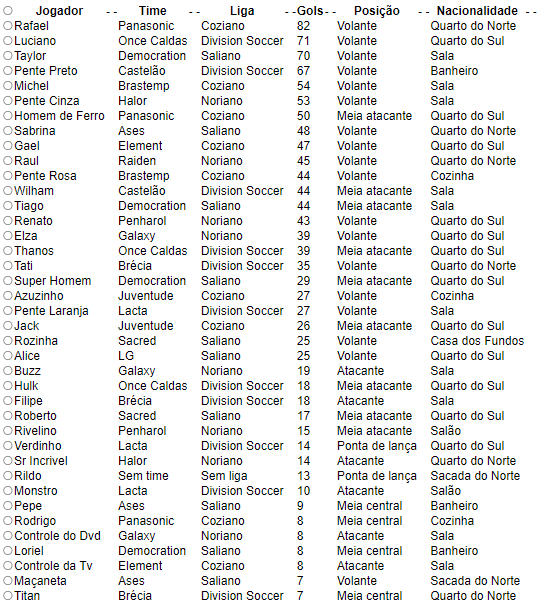 Jogador - - Time - - Liga - -Gols- - Posição - - Nacionalidade - -
Rafael Panasonic Coziano 82 Volante Quarto do Norte
Luciano Once Caldas Division Soccer 71 Volante Quarto do Sul
Taylor Democration Saliano 70 Volante Sala
Pente Preto Castelão Division Soccer 67 Volante Banheiro
Michel Brastemp Coziano 54 Volante Sala
Pente Cinza Halor Noriano 53 Volante Sala
Homem de Ferro Panasonic Coziano 50 Meia atacante Quarto do Sul
Sabrina Ases Saliano 48 Volante Quarto do Norte
Gael Element Coziano 47 Volante Quarto do Sul
Raul Raiden Noriano 45 Volante Quarto do Norte
Pente Rosa Brastemp Coziano 44 Volante Cozinha
Wilham Castelão Division Soccer 44 Meia atacante Sala
Tiago Democration Saliano 44 Meia atacante Sala
Renato Penharol Noriano 43 Volante Quarto do Sul
Elza Galaxy Noriano 39 Volante Quarto do Sul
Thanos Once Caldas Division Soccer 39 Meia atacante Quarto do Sul
Tati Brécia Division Soccer 35 Volante Quarto do Norte
Super Homem Democration Saliano 29 Meia atacante Quarto do Sul
Azuzinho Juventude Coziano 27 Volante Cozinha
Pente Laranja Lacta Division Soccer 27 Volante Sala
Jack Juventude Coziano 26 Meia atacante Quarto do Sul
Rozinha Sacred Saliano 25 Volante Casa dos Fundos
Alice LG Saliano 25 Volante Quarto do Sul
Buzz Galaxy Noriano 19 Atacante Sala
Hulk Once Caldas Division Soccer 18 Meia atacante Quarto do Sul
Filipe Brécia Division Soccer 18 Atacante Sala
Roberto Sacred Saliano 17 Meia atacante Quarto do Sul
Rivelino Penharol Noriano 15 Meia atacante Salão
Verdinho Lacta Division Soccer 14 Ponta de lança Quarto do Sul
Sr Incrivel Halor Noriano 14 Atacante Quarto do Norte
Rildo Sem time Sem liga 13 Ponta de lança Sacada do Norte
Monstro Lacta Division Soccer 10 Atacante Salão
Pepe Ases Saliano 9 Meia central Banheiro
Rodrigo Panasonic Coziano 8 Meia central Cozinha
Controle do Dvd Galaxy Noriano 8 Atacante Sala
Loriel Democration Saliano 8 Meia central Banheiro
Controle da Tv Element Coziano 8 Atacante Sala
Maçaneta Ases Saliano 7 Volante Sacada do Norte
Titan Brécia Division Soccer 7 Meia central Quarto do Norte